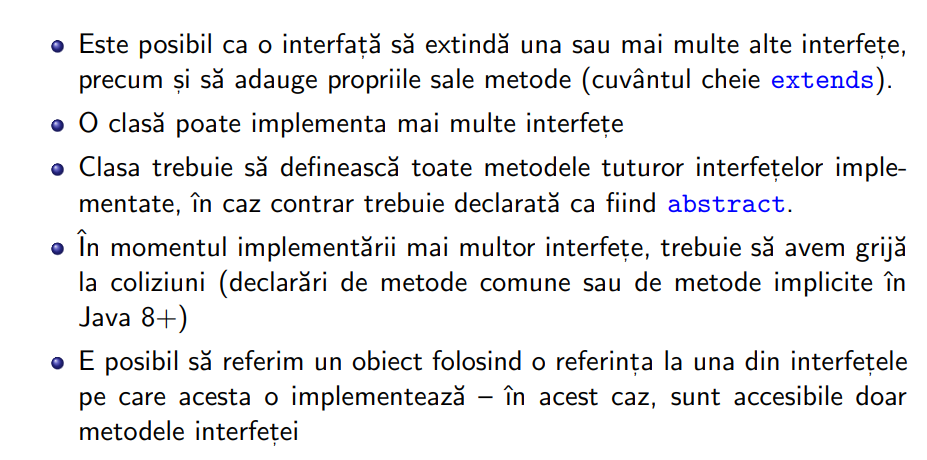 Este posibil ca o interfață să extindă una sau mai multe alte interfețe,
precum și să adauge propriile sale metode (cuvântul cheie extends).
O clasă poate implementa mai multe interfețe
Clasa trebuie să definească toate metodele tuturor interfețelor imple-
mentate, în caz contrar trebuie declarată ca fiind abstract.
În momentul implementării mai multor interfețe, trebuie să avem grijă
la coliziuni (declarări de metode comune sau de metode implicite în
Java 8+)
E posibil să referim un obiect folosind o referința la una din interfețele
pe care acesta o implementează – în acest caz, sunt accesibile doar
metodele interfeței